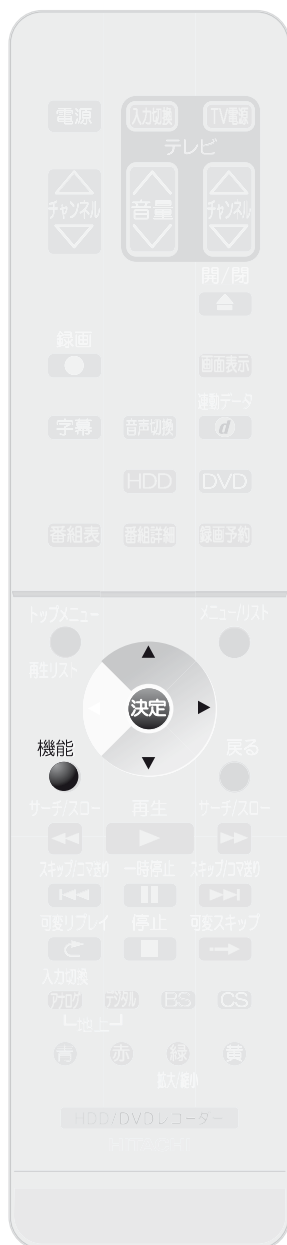 電源 入力切換 TV電源
テレビ
チャンネル 音量 チャンネル
開/閉
録画
画面表示
連動データ
字幕 音声切換 d
HDD DVD
番組表 番組詳細 録画予約
トップメニュー メニュー/リスト
再生リスト
決定
機能 戻る
サーチ/スロー 再生 サーチ/スロー
スキップ/コマ送り 一時停止 スキップ/コマ送り
可変リプレイ 停止 可変スキップ
入力切換
アナログ デジタル BS CS
地上
青 赤 緑 黄
拡大/縮小
HDD/DVDレコーダー